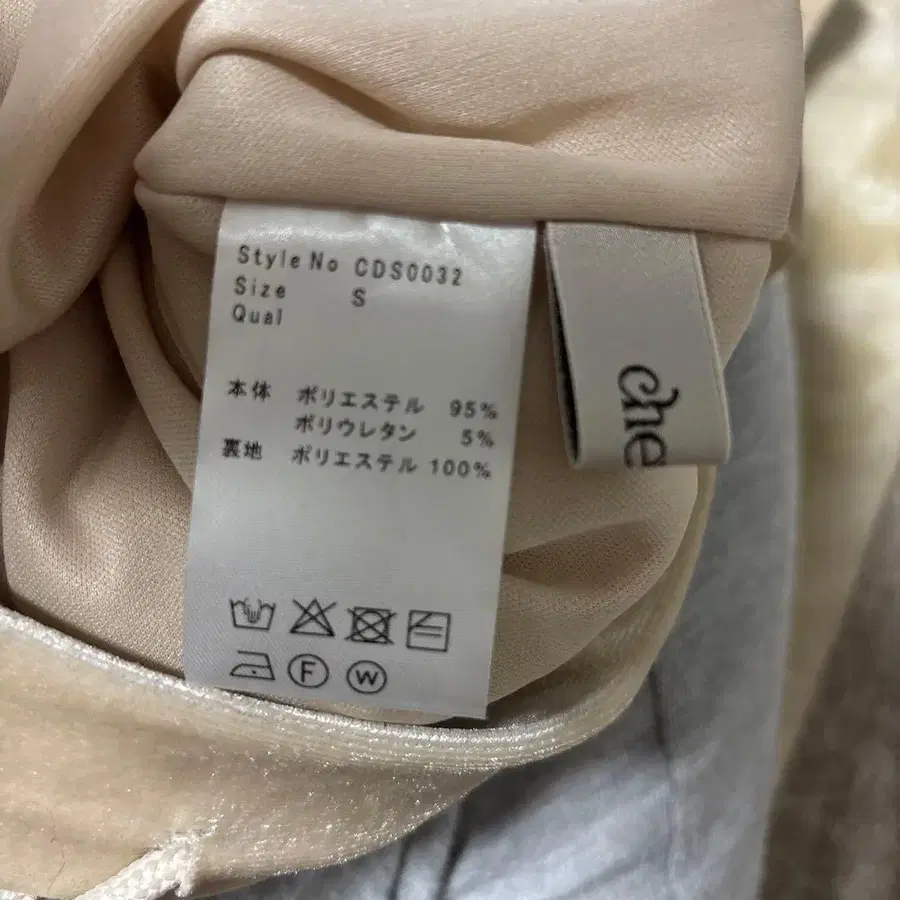 Style No CDS0032
Size S
Qual
本体 ポリエステル 95%
ポリウレタン 5%
裏地 ポリエステル 100%
F
W
che